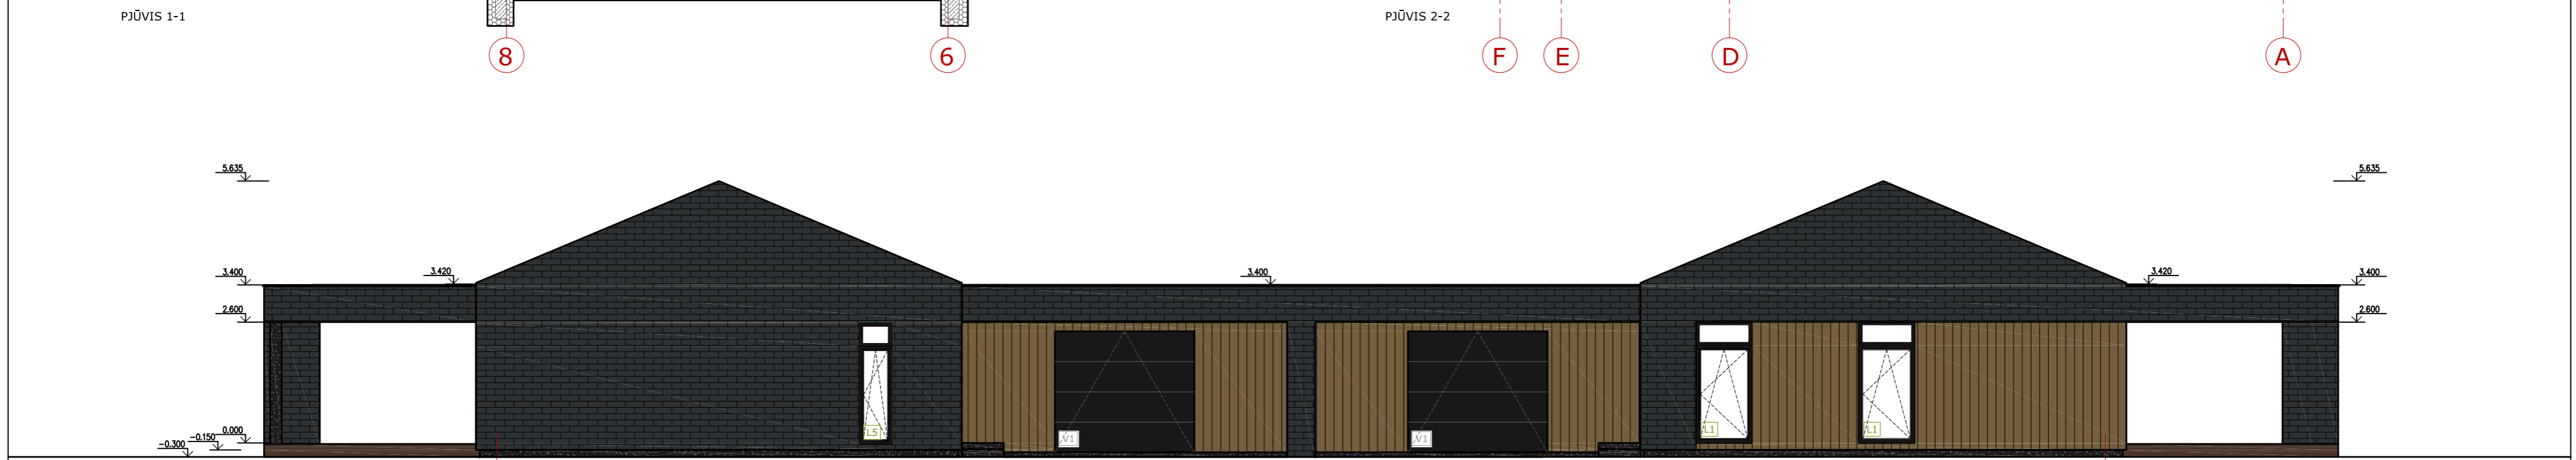 PJŪVIS 1-1
PJŪVIS 2-2
8
6
F
E
D
A
5.635
5.635
3.400
3.420
3.400
3.420
3.400
2.600
2.600
0.000
-0.150
-0.300
L5
V1
V1
L1
L1